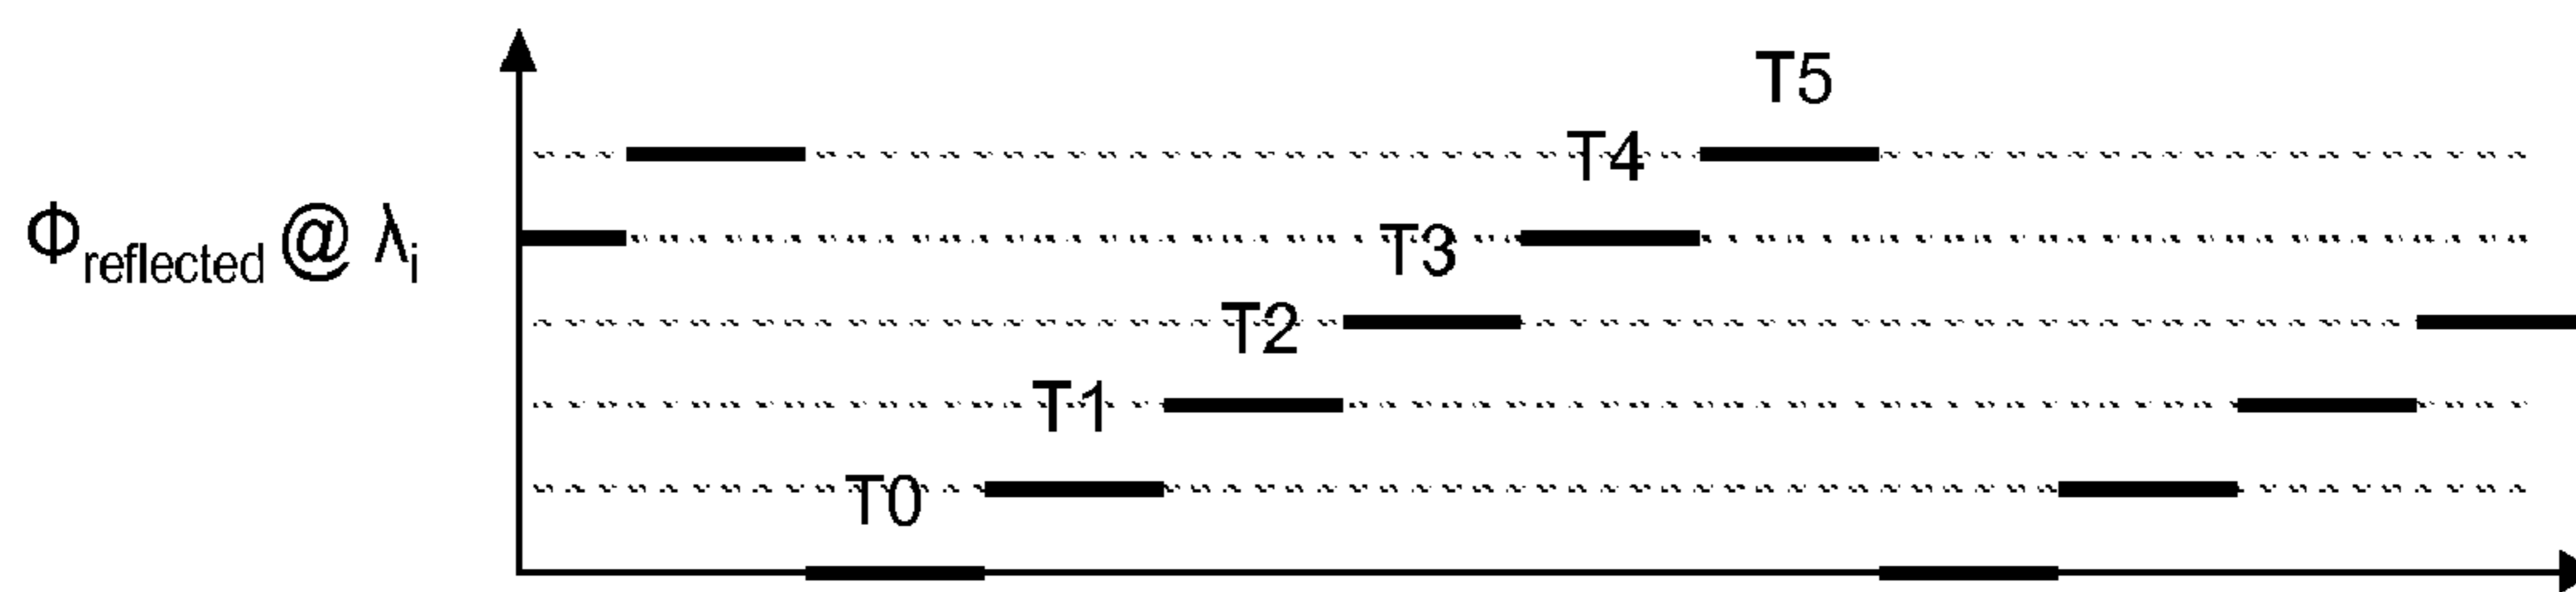 T5
T4
Φreflected @ λi
T3
T2
T1
T0